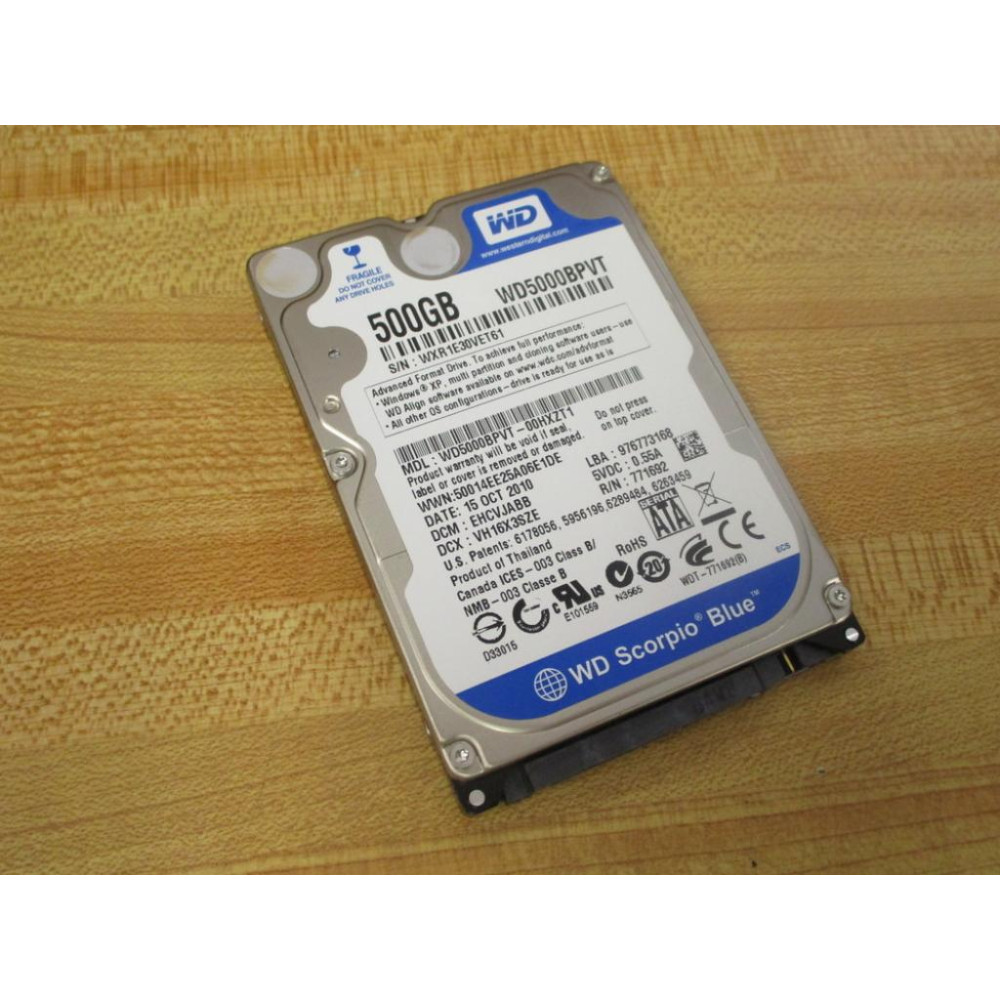 WD
www.westerndigital.com
FRAGILE
DO NOT COVER
ANY DRIVE HOLES
500GB WD5000BPVT
S/N : WXR1E30VET61
Advanced Format Drive. To achieve full performance:
• Windows® XP, multi partition and cloning software users - use
WD Align software available on www.wdc.com/advformat
• All other OS configurations - drive is ready for use as is
MDL : WD5000BPVT - 00HXZT1
Product warranty will be void if seal,
label or cover is removed or damaged.
Do not press
on top cover.
WWN:50014EE25A06E1DE
DATE: 15 OCT 2010
DCM : EHCVJABB
DCX : VH16X3SZE
LBA : 976773168
5VDC : 0.55A
R/N : 771692
U.S. Patents: 6178056, 5956196,6289484, 6263459
Product of Thailand
Canada ICES - 003 Class B/
NMB - 003 Classe B
SERIAL
ATA
D33015
c RU us
E101559
N3565
RoHS
20
CE
WDT - 771692(B)
ECS
WD Scorpio® Blue™